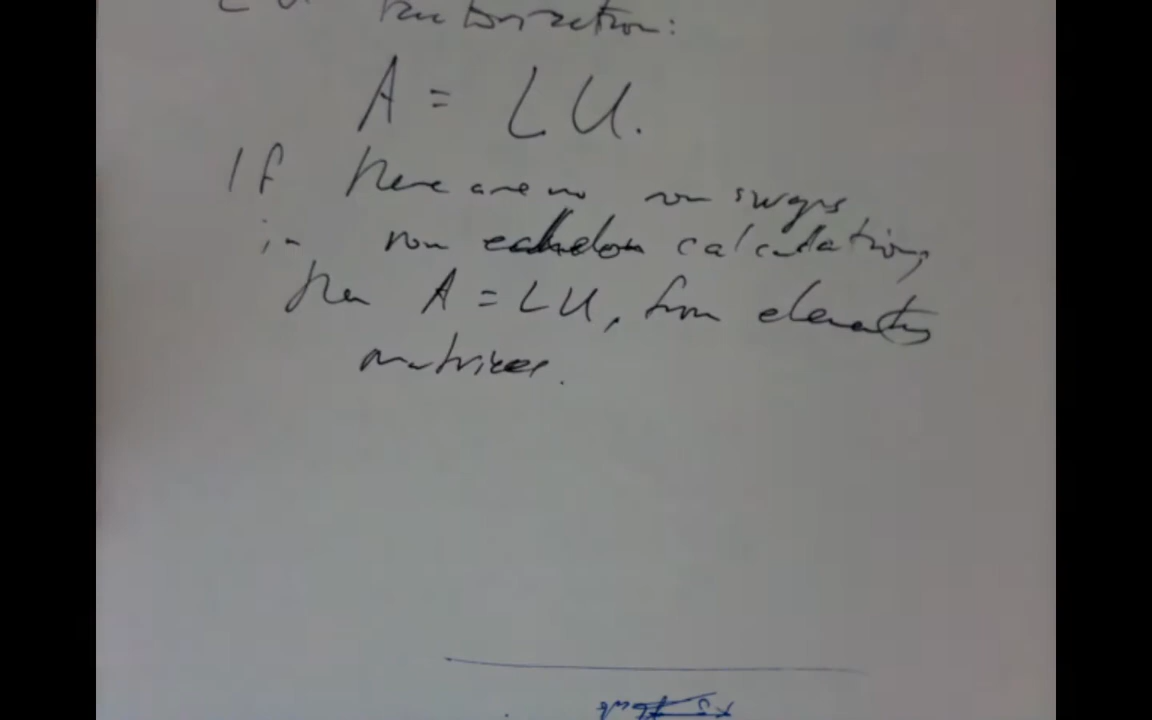 LU factorization:
A = LU.
If there are no row swaps
in row echelon calculation,
then A = LU, from elementary
matrices.